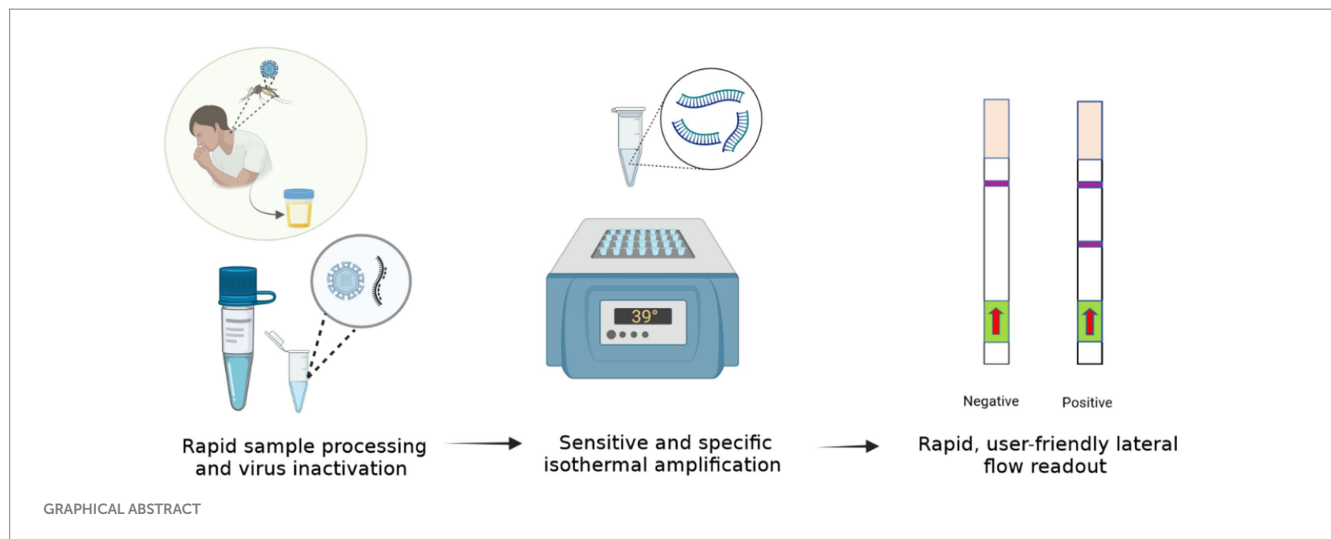 39°
Negative
Positive
Rapid sample processing
and virus inactivation
Sensitive and specific
isothermal amplification
Rapid, user-friendly lateral
flow readout
GRAPHICAL ABSTRACT